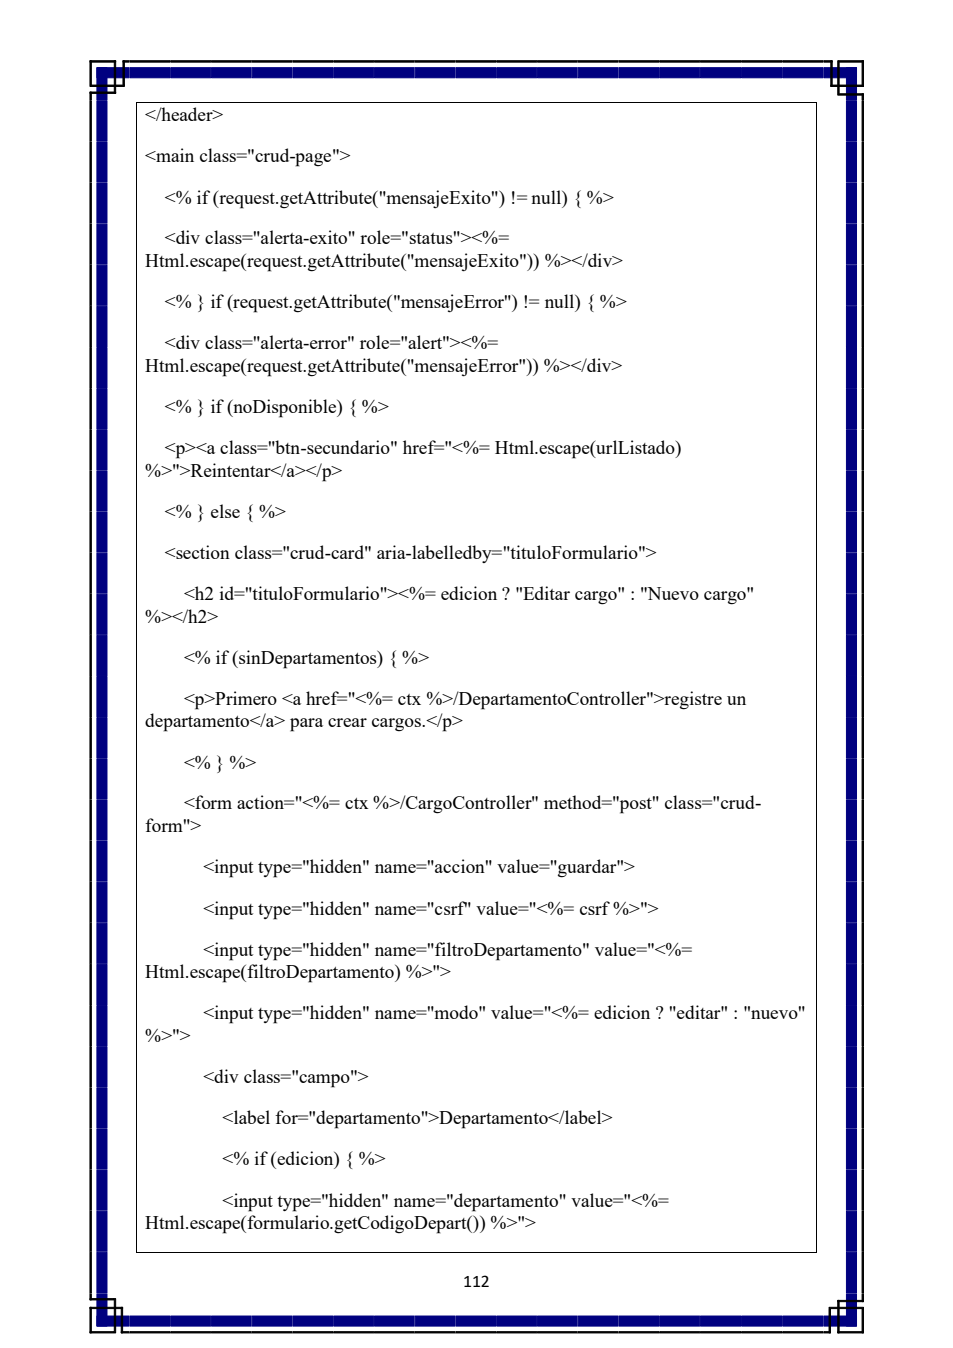 </header>
<main class="crud-page">
<% if (request.getAttribute("mensajeExito") != null) { %>
<div class="alerta-exito" role="status"><%=
Html.escape(request.getAttribute("mensajeExito")) %></div>
<% } if (request.getAttribute("mensajeError") != null) { %>
<div class="alerta-error" role="alert"><%=
Html.escape(request.getAttribute("mensajeError")) %></div>
<% } if (noDisponible) { %>
<p><a class="btn-secundario" href="<%= Html.escape(urlListado)
%>">Reintentar</a></p>
<% } else { %>
<section class="crud-card" aria-labelledby="tituloFormulario">
<h2 id="tituloFormulario"><%= edicion ? "Editar cargo" : "Nuevo cargo"
%></h2>
<% if (sinDepartamentos) { %>
<p>Primero <a href="<%= ctx %>/DepartamentoController">registre un
departamento</a> para crear cargos.</p>
<% } %>
<form action="<%= ctx %>/CargoController" method="post" class="crud-
form">
<input type="hidden" name="accion" value="guardar">
<input type="hidden" name="csrf" value="<%= csrf %>">
<input type="hidden" name="filtroDepartamento" value="<%=
Html.escape(filtroDepartamento) %>">
<input type="hidden" name="modo" value="<%= edicion ? "editar" : "nuevo"
%>">
<div class="campo">
<label for="departamento">Departamento</label>
<% if (edicion) { %>
<input type="hidden" name="departamento" value="<%=
Html.escape(formulario.getCodigoDepart()) %>">
112